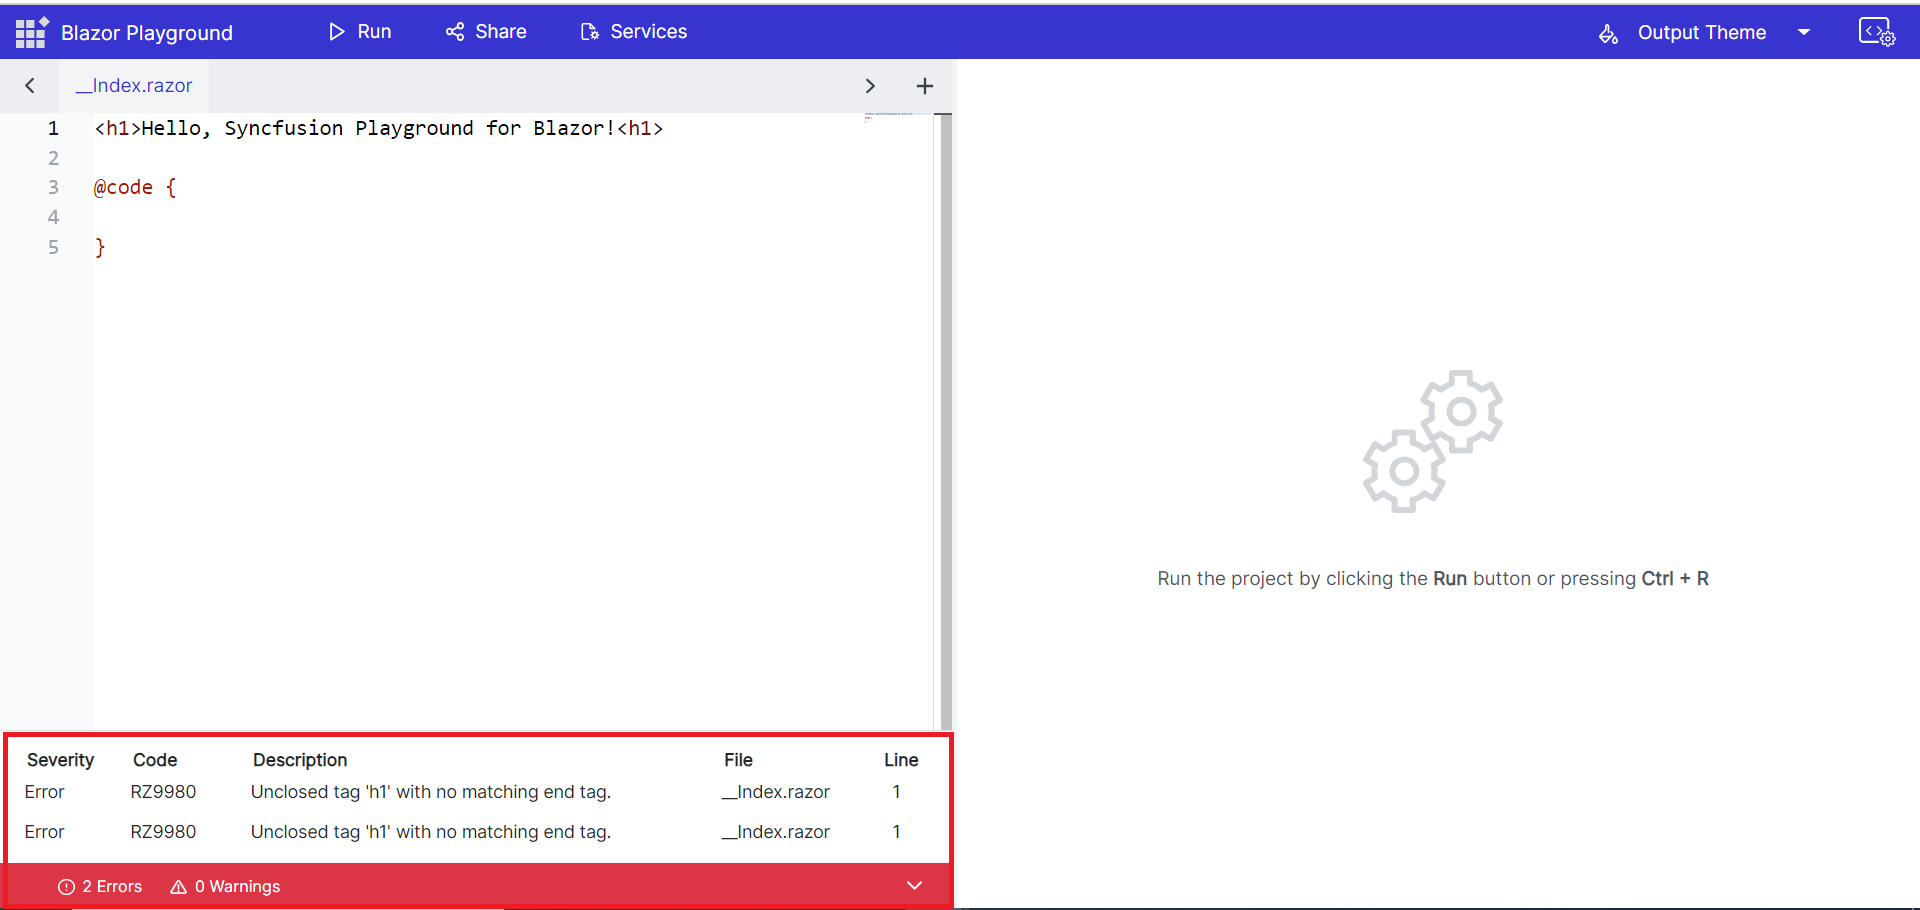 Blazor Playground Run Share Services Output Theme
__Index.razor
1 <h1>Hello, Syncfusion Playground for Blazor!<h1>
2
3 @code {
4
5 }
Run the project by clicking the Run button or pressing Ctrl + R
Severity Code Description File Line
Error RZ9980 Unclosed tag 'h1' with no matching end tag. __Index.razor 1
Error RZ9980 Unclosed tag 'h1' with no matching end tag. __Index.razor 1
2 Errors 0 Warnings